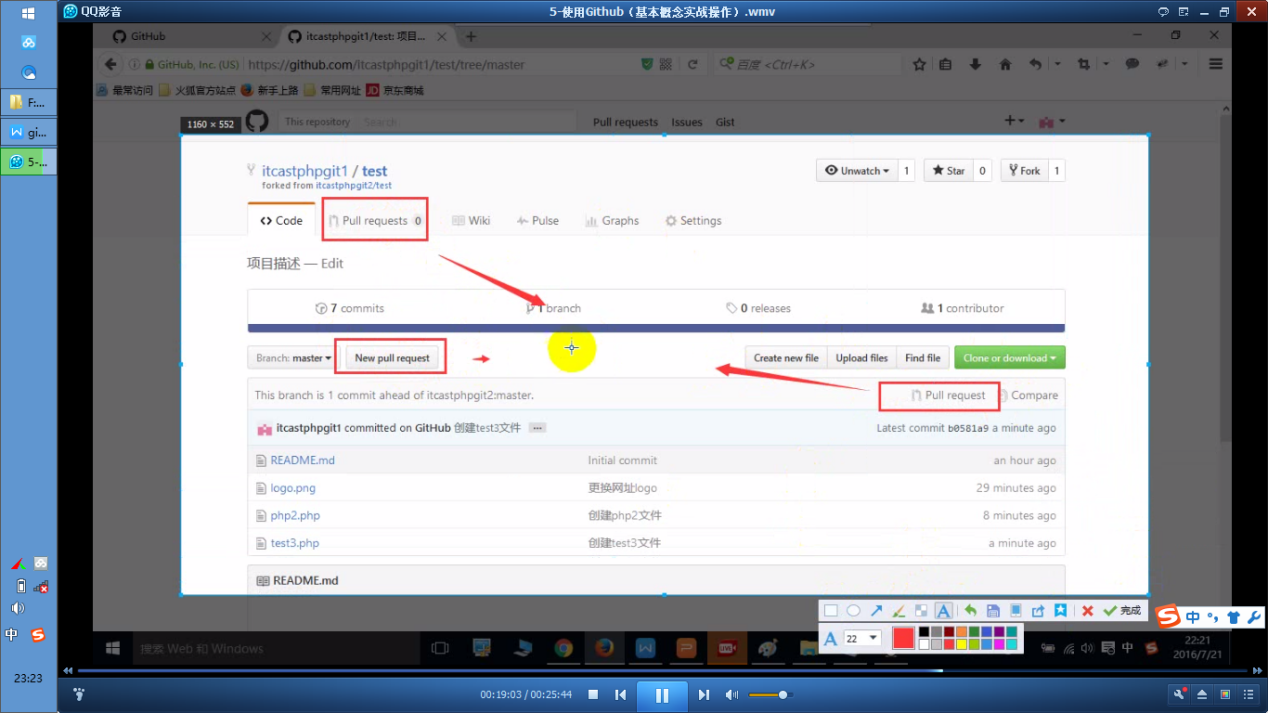 QQ影音
5-使用Github（基本概念实战操作）.wmv
GitHub
itcastphpgit1/test: 项目...
GitHub, Inc. (US)
https://github.com/itcastphpgit1/test/tree/master
百度 <Ctrl+K>
最常访问
火狐官方站点
新手上路
常用网址
JD 京东商城
F:...
gi...
5-...
1160 × 552
This repository
Search
Pull requests
Issues
Gist
itcastphpgit1 / test
forked from itcastphpgit2/test
Unwatch 1
Star 0
Fork 1
Code
Pull requests 0
Wiki
Pulse
Graphs
Settings
项目描述 — Edit
7 commits
1 branch
0 releases
1 contributor
Branch: master
New pull request
Create new file
Upload files
Find file
Clone or download
This branch is 1 commit ahead of itcastphpgit2:master.
Pull request
Compare
itcastphpgit1 committed on GitHub 创建test3文件
Latest commit b0581a9 a minute ago
README.md
Initial commit
an hour ago
logo.png
更换网址logo
29 minutes ago
php2.php
创建php2文件
8 minutes ago
test3.php
创建test3文件
a minute ago
README.md
A
完成
A 22
中
搜索 Web 和 Windows
中
22:21
2016/7/21
中
23:23
00:19:03 / 00:25:44